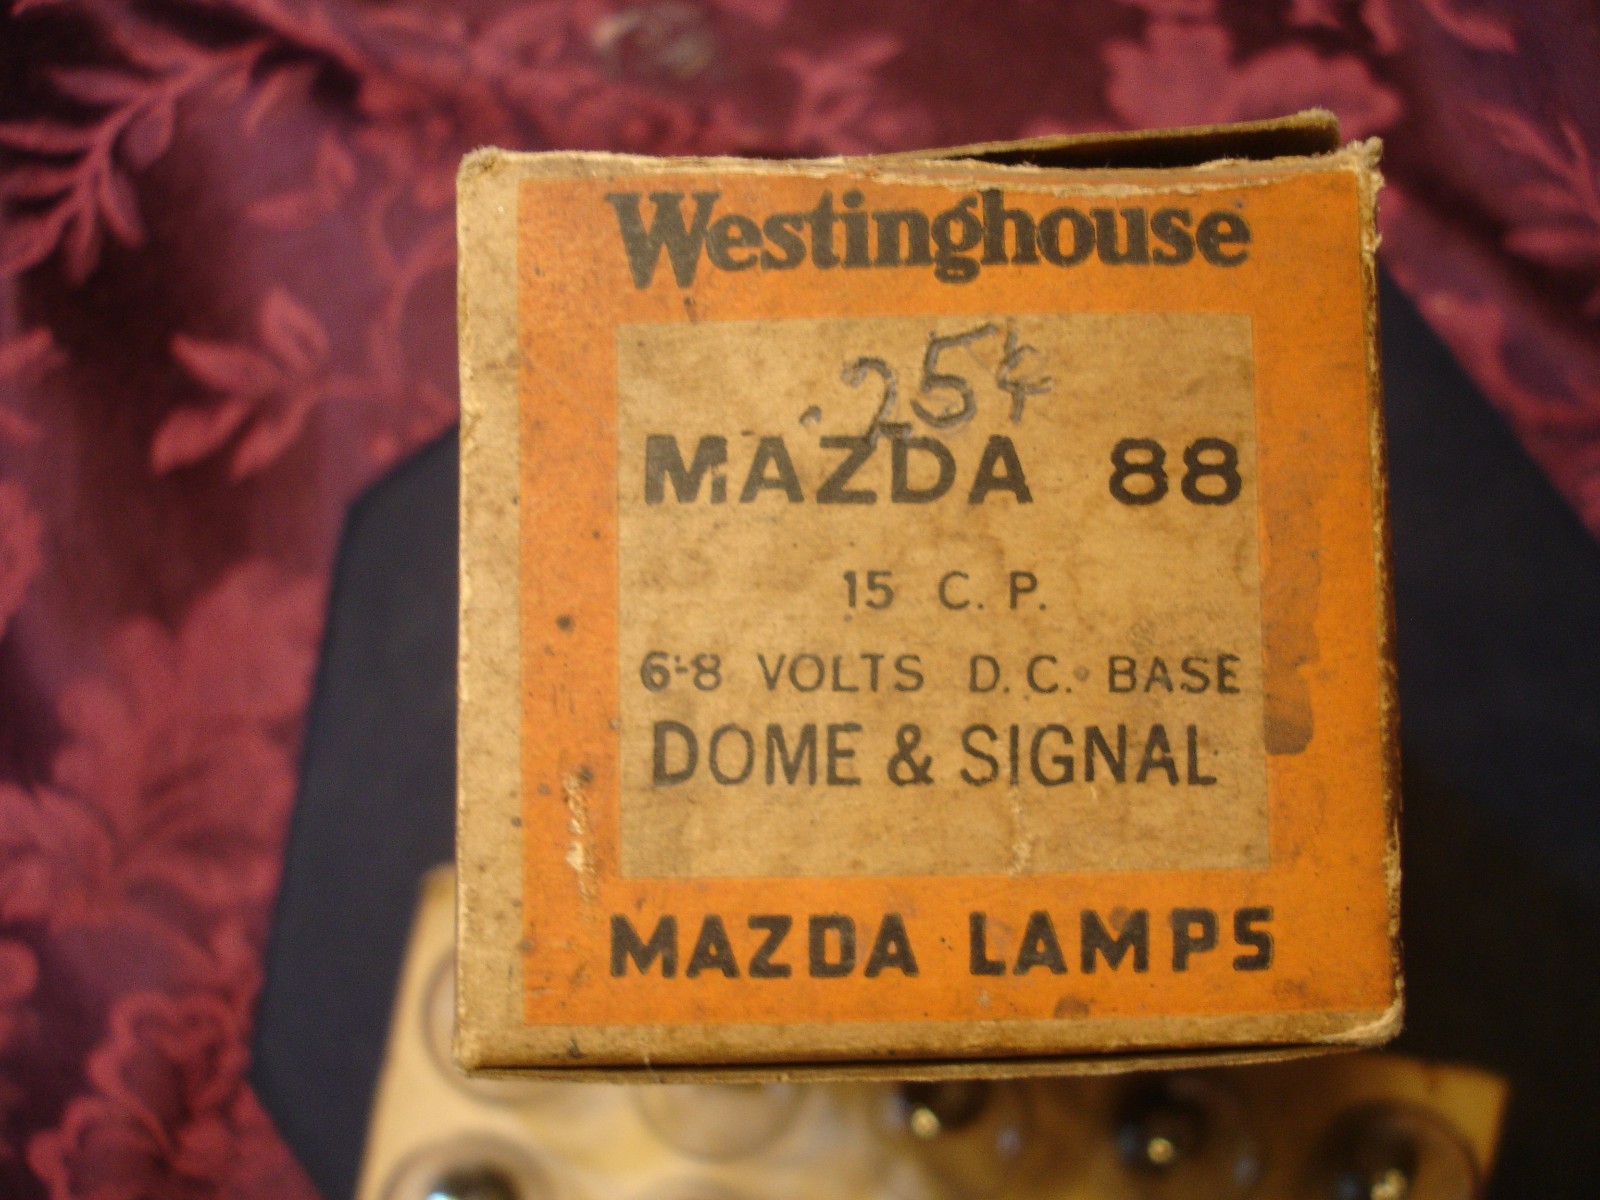 Westinghouse
.25¢
MAZDA 88
15 C. P.
6-8 VOLTS D.C. BASE
DOME & SIGNAL
MAZDA LAMPS